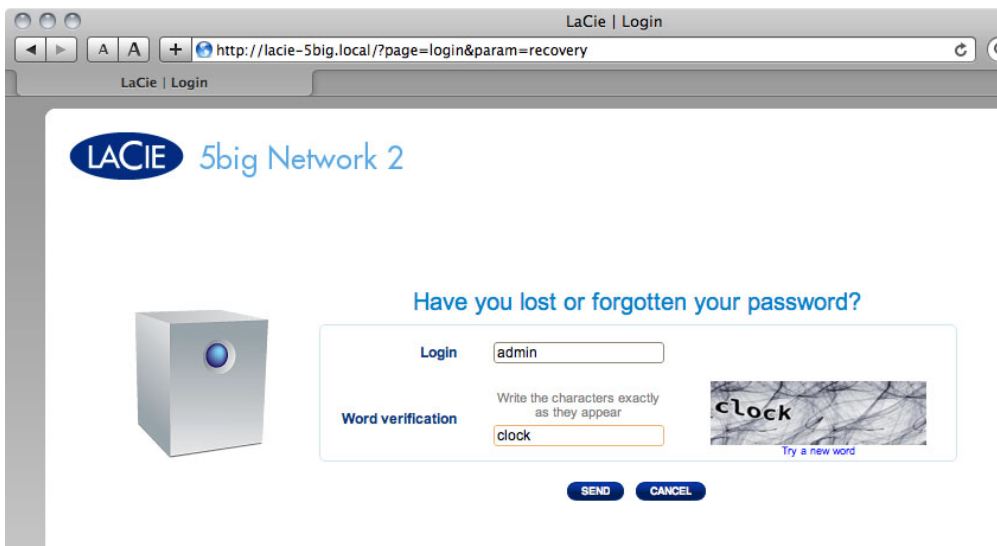 LaCie | Login
A A + http://lacie-5big.local/?page=login&param=recovery
LaCie | Login
LACIE 5big Network 2
Have you lost or forgotten your password?
Login admin
Write the characters exactly
as they appear
Word verification
clock
clock
Try a new word
SEND CANCEL